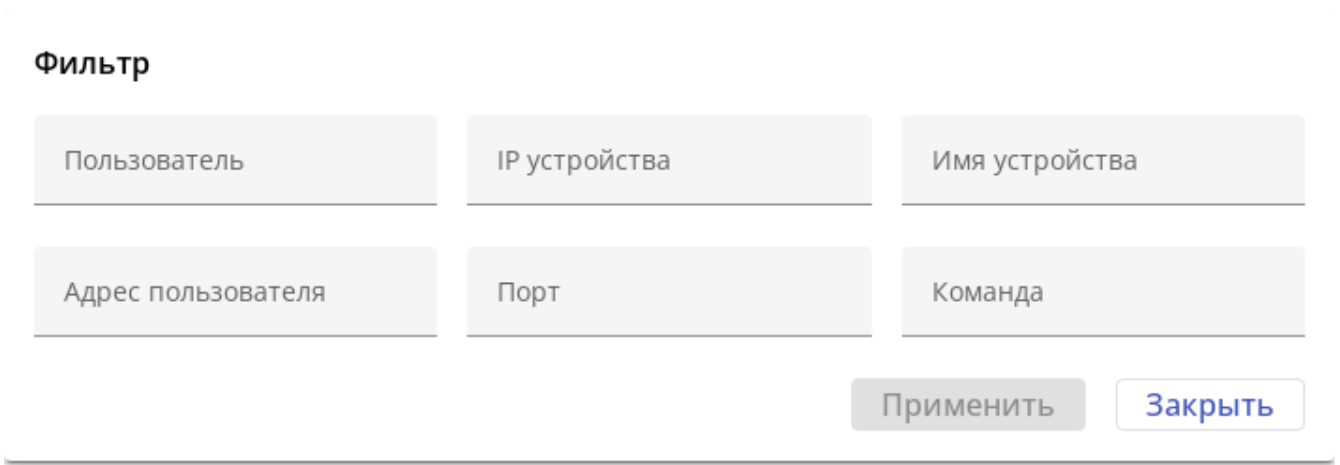 Фильтр
Пользователь
IP устройства
Имя устройства
Адрес пользователя
Порт
Команда
Применить
Закрыть